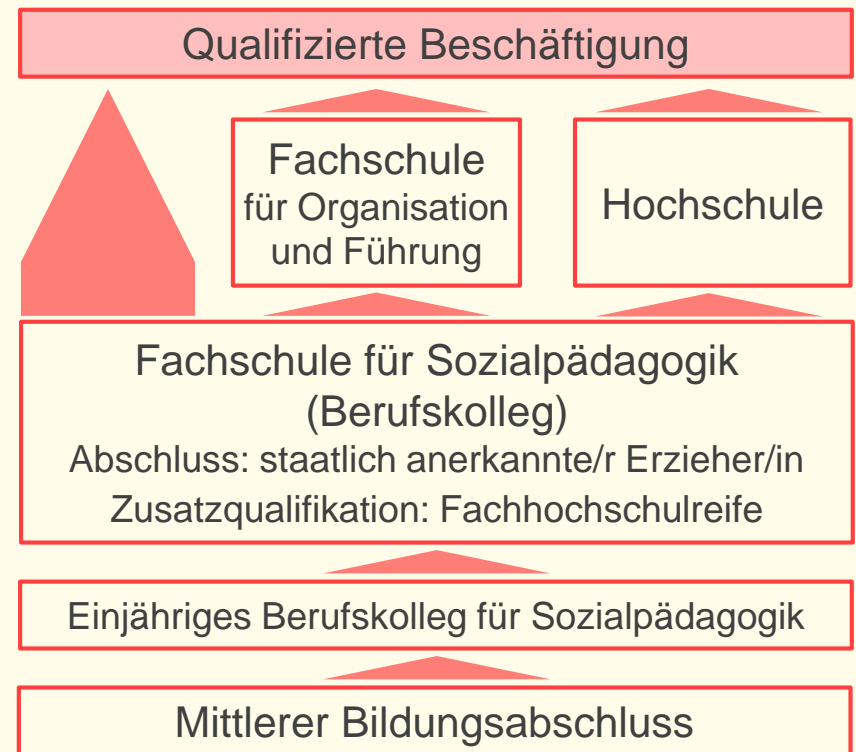 Qualifizierte Beschäftigung
Fachschule
für Organisation
und Führung
Hochschule
Fachschule für Sozialpädagogik
(Berufskolleg)
Abschluss: staatlich anerkannte/r Erzieher/in
Zusatzqualifikation: Fachhochschulreife
Einjähriges Berufskolleg für Sozialpädagogik
Mittlerer Bildungsabschluss